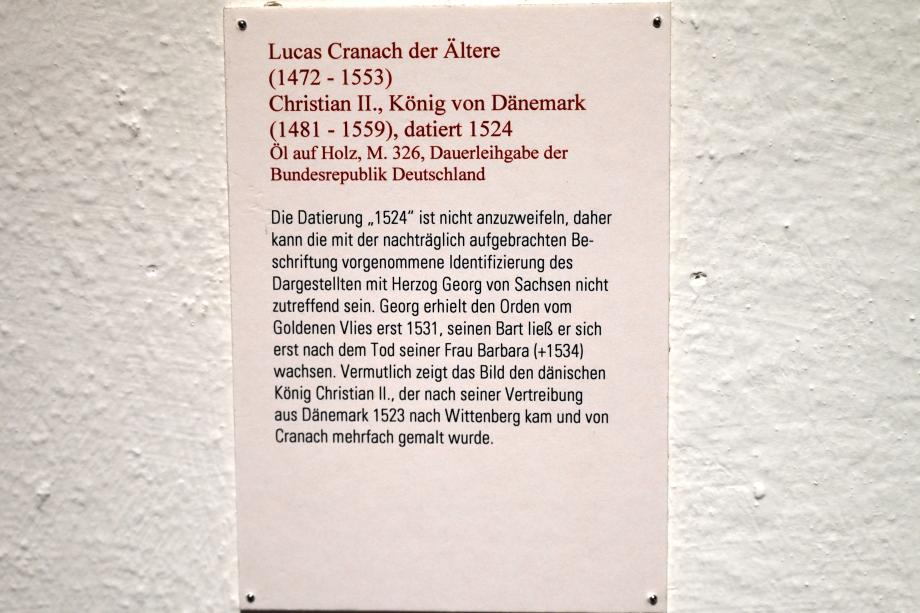 Lucas Cranach der Ältere
(1472 - 1553)
Christian II., König von Dänemark
(1481 - 1559), datiert 1524
Öl auf Holz, M. 326, Dauerleihgabe der
Bundesrepublik Deutschland
Die Datierung „1524“ ist nicht anzuzweifeln, daher
kann die mit der nachträglich aufgebrachten Be-
schriftung vorgenommene Identifizierung des
Dargestellten mit Herzog Georg von Sachsen nicht
zutreffend sein. Georg erhielt den Orden vom
Goldenen Vlies erst 1531, seinen Bart ließ er sich
erst nach dem Tod seiner Frau Barbara (+1534)
wachsen. Vermutlich zeigt das Bild den dänischen
König Christian II., der nach seiner Vertreibung
aus Dänemark 1523 nach Wittenberg kam und von
Cranach mehrfach gemalt wurde.